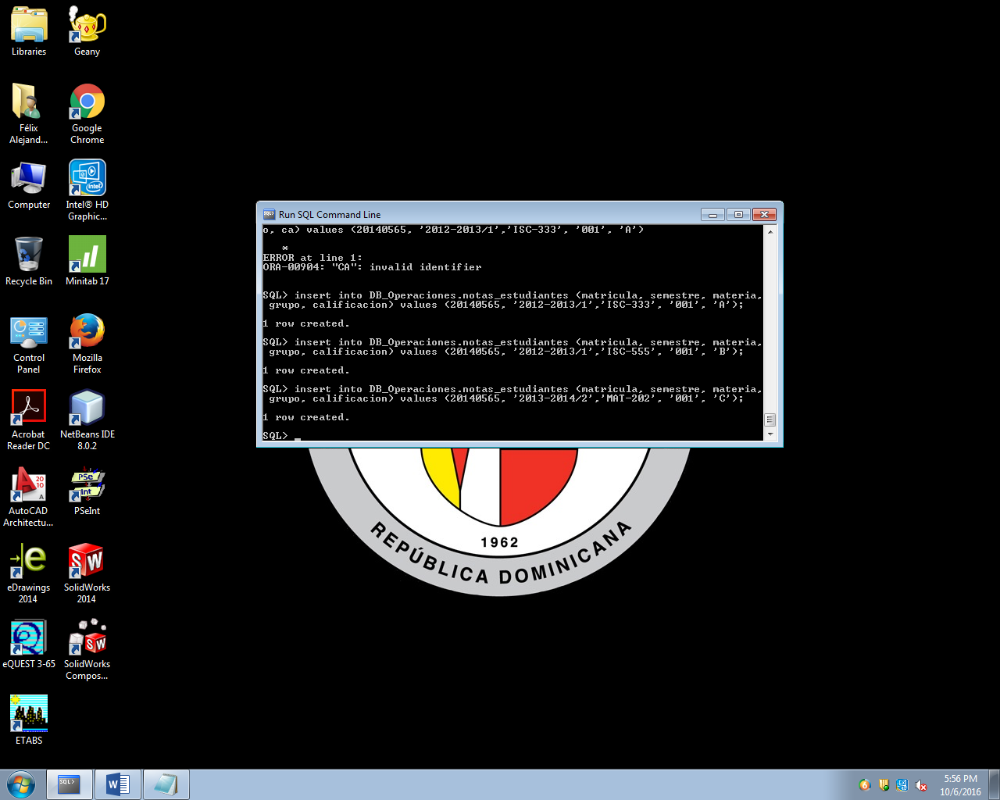 Libraries
Geany
Félix
Alejand...
Google
Chrome
Computer
Intel® HD
Graphic...
Recycle Bin
Minitab 17
Control
Panel
Mozilla
Firefox
Acrobat
Reader DC
NetBeans IDE
8.0.2
AutoCAD
Architectu...
PSeInt
eDrawings
2014
SolidWorks
2014
eQUEST 3-65
SolidWorks
Compos...
ETABS
Run SQL Command Line
o, ca) values (20140565, '2012-2013/1','ISC-333', '001', 'A')
*
ERROR at line 1:
ORA-00904: "CA": invalid identifier
SQL> insert into DB_Operaciones.notas_estudiantes (matricula, semestre, materia,
grupo, calificacion) values (20140565, '2012-2013/1','ISC-333', '001', 'A');
1 row created.
SQL> insert into DB_Operaciones.notas_estudiantes (matricula, semestre, materia,
grupo, calificacion) values (20140565, '2012-2013/1','ISC-555', '001', 'B');
1 row created.
SQL> insert into DB_Operaciones.notas_estudiantes (matricula, semestre, materia,
grupo, calificacion) values (20140565, '2013-2014/2','MAT-202', '001', 'C');
1 row created.
SQL> _
1962
REPÚBLICA DOMINICANA
5:56 PM
10/6/2016